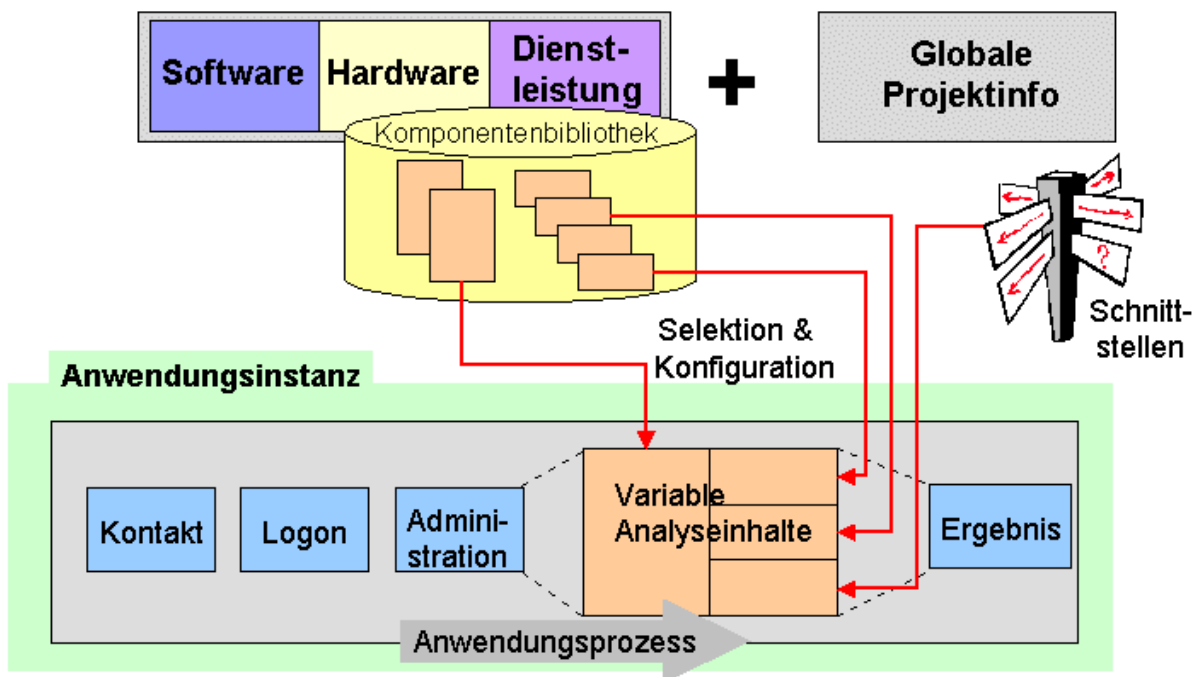 Software
Hardware
Dienst-
leistung
+
Globale
Projektinfo
Komponentenbibliothek
?
Schnitt-
stellen
Selektion &
Konfiguration
Anwendungsinstanz
Kontakt
Logon
Admini-
stration
Variable
Analyseinhalte
Ergebnis
Anwendungsprozess